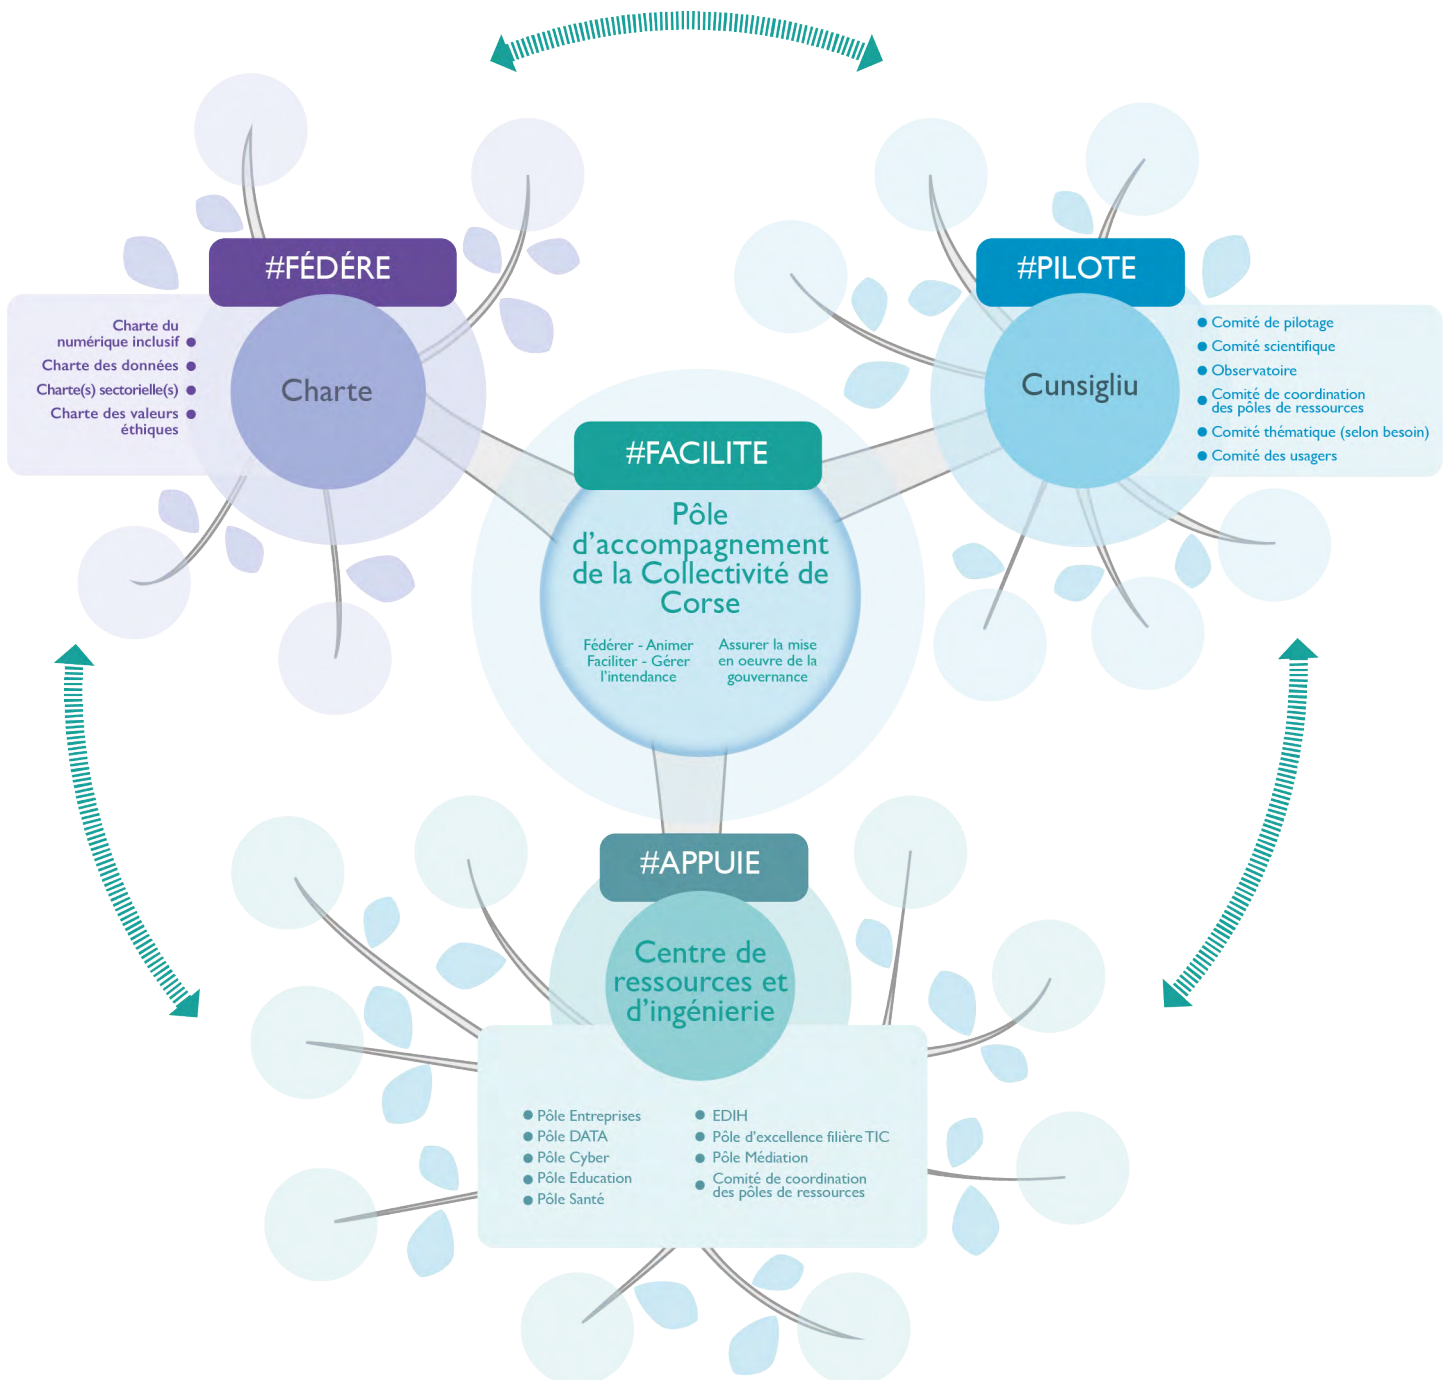 #FÉDÉRE
Charte du
numérique inclusif
Charte des données
Charte(s) sectorielle(s)
Charte des valeurs
éthiques
Charte
#PILOTE
Cunsigliu
Comité de pilotage
Comité scientifique
Observatoire
Comité de coordination
des pôles de ressources
Comité thématique (selon besoin)
Comité des usagers
#FACILITE
Pôle
d'accompagnement
de la Collectivité de
Corse
Fédérer - Animer
Faciliter - Gérer
l'intendance
Assurer la mise
en oeuvre de la
gouvernance
#APPUIE
Centre de
ressources et
d'ingénierie
Pôle Entreprises
Pôle DATA
Pôle Cyber
Pôle Education
Pôle Santé
EDIH
Pôle d'excellence filière TIC
Pôle Médiation
Comité de coordination
des pôles de ressources